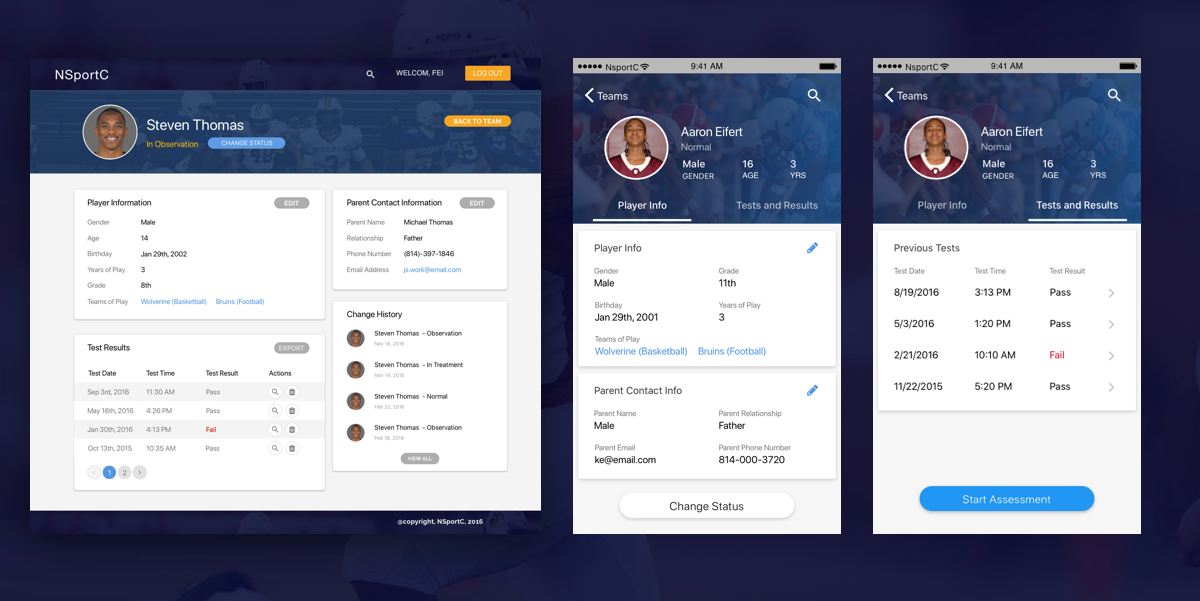 NSportC
WELCOM, FEI
LOG OUT
Steven Thomas
In Observation
CHANGE STATUS
BACK TO TEAM
Player Information
EDIT
Gender Male
Age 14
Birthday Jan 29th, 2002
Years of Play 3
Grade 8th
Teams of Play Wolverine (Basketball) Bruins (Football)
Parent Contact Information
EDIT
Parent Name Michael Thomas
Relationship Father
Phone Number (814)-397-1846
Email Address js.work@email.com
Test Results
EXPORT
Test Date Test Time Test Result Actions
Sep 3rd, 2016 11:30 AM Pass
May 16th, 2016 4:26 PM Pass
Jan 30th, 2016 4:13 PM Fail
Oct 13th, 2015 10:35 AM Pass
‹ 1 2 ›
Change History
Steven Thomas - Observation
Nov 18, 2016
Steven Thomas - In Treatment
Nov 14, 2016
Steven Thomas - Normal
Feb 22, 2016
Steven Thomas - Observation
Feb 18, 2016
VIEW ALL
@copyright, NSportC, 2016
NsportC 9:41 AM
Teams
Aaron Eifert
Normal
Male 16 3
GENDER AGE YRS
Player Info Tests and Results
Player Info
Gender Grade
Male 11th
Birthday Years of Play
Jan 29th, 2001 3
Teams of Play
Wolverine (Basketball) Bruins (Football)
Parent Contact Info
Parent Name Parent Relationship
Male Father
Parent Email Parent Phone Number
ke@email.com 814-000-3720
Change Status
NsportC 9:41 AM
Teams
Aaron Eifert
Normal
Male 16 3
GENDER AGE YRS
Player Info Tests and Results
Previous Tests
Test Date Test Time Test Result
8/19/2016 3:13 PM Pass
5/3/2016 1:20 PM Pass
2/21/2016 10:10 AM Fail
11/22/2015 5:20 PM Pass
Start Assessment